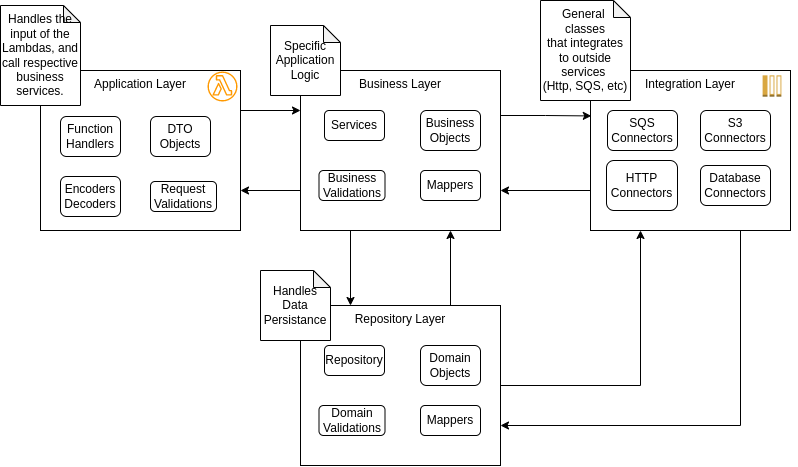 Handles the
input of the
Lambdas, and
call respective
business
services.
Application Layer
Function
Handlers
DTO
Objects
Encoders
Decoders
Request
Validations
Specific
Application
Logic
Business Layer
Services
Business
Objects
Business
Validations
Mappers
General
classes
that integrates
to outside
services
(Http, SQS, etc)
Integration Layer
SQS
Connectors
S3
Connectors
HTTP
Connectors
Database
Connectors
Handles
Data
Persistance
Repository Layer
Repository
Domain
Objects
Domain
Validations
Mappers